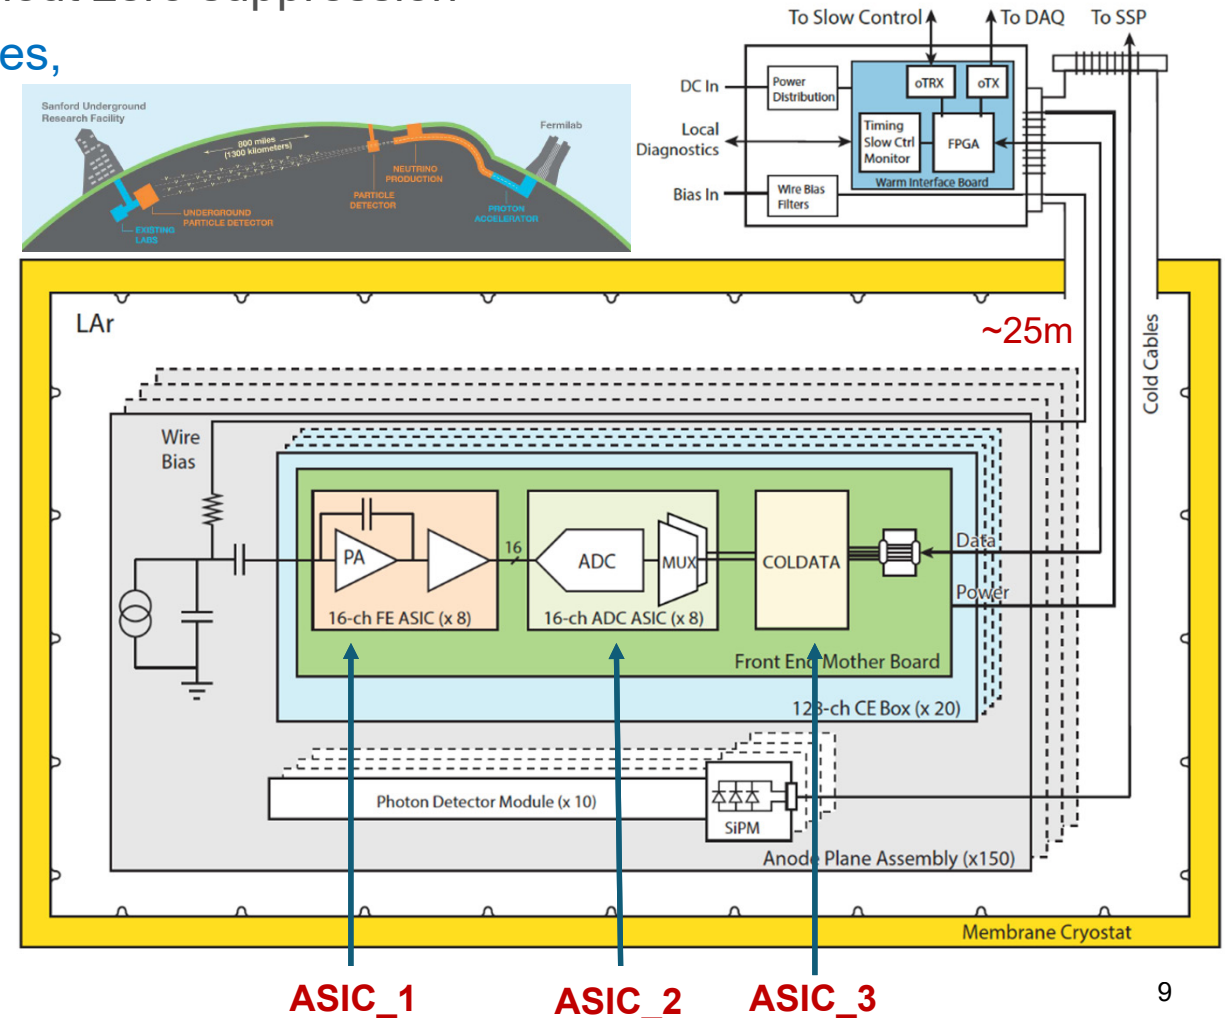 es,
To Slow Control
To DAQ
To SSP
DC In
Power
Distribution
oTRX
oTX
Local
Diagnostics
Timing
Slow Ctrl
Monitor
FPGA
Warm Interface Board
Bias In
Wire Bias
Filters
Sanford Underground
Research Facility
800 miles
(1300 kilometers)
Fermilab
NEUTRINO
PRODUCTION
PARTICLE
DETECTOR
PROTON
ACCELERATOR
UNDERGROUND
PARTICLE DETECTOR
EXISTING
LABS
LAr
~25m
Cold Cables
Wire
Bias
PA
16
ADC
MUX
COLDATA
Data
Power
16-ch FE ASIC (x 8)
16-ch ADC ASIC (x 8)
Front End Mother Board
128-ch CE Box (x 20)
Photon Detector Module (x 10)
SiPM
Anode Plane Assembly (x150)
Membrane Cryostat
ASIC_1
ASIC_2
ASIC_3
9